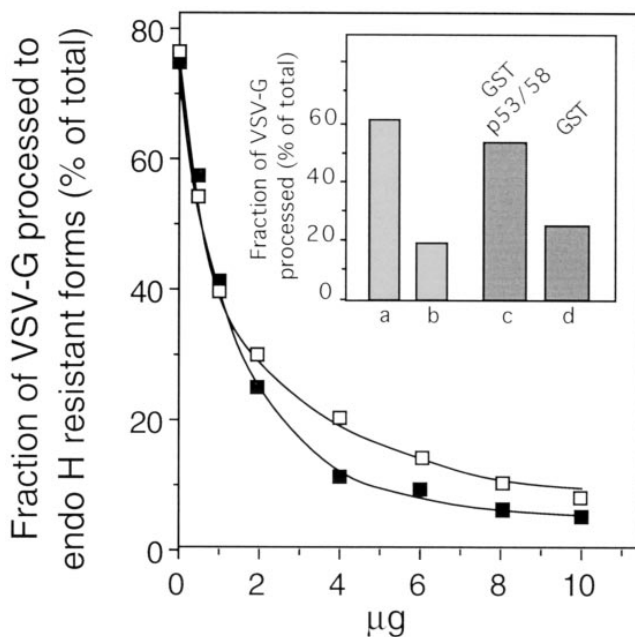 Fraction of VSV-G processed to
endo H resistant forms (% of total)
80
60
40
20
0
0 2 4 6 8 10
µg
Fraction of VSV-G
processed (% of total)
60
40
20
0
GST
p53/58
GST
a b c d